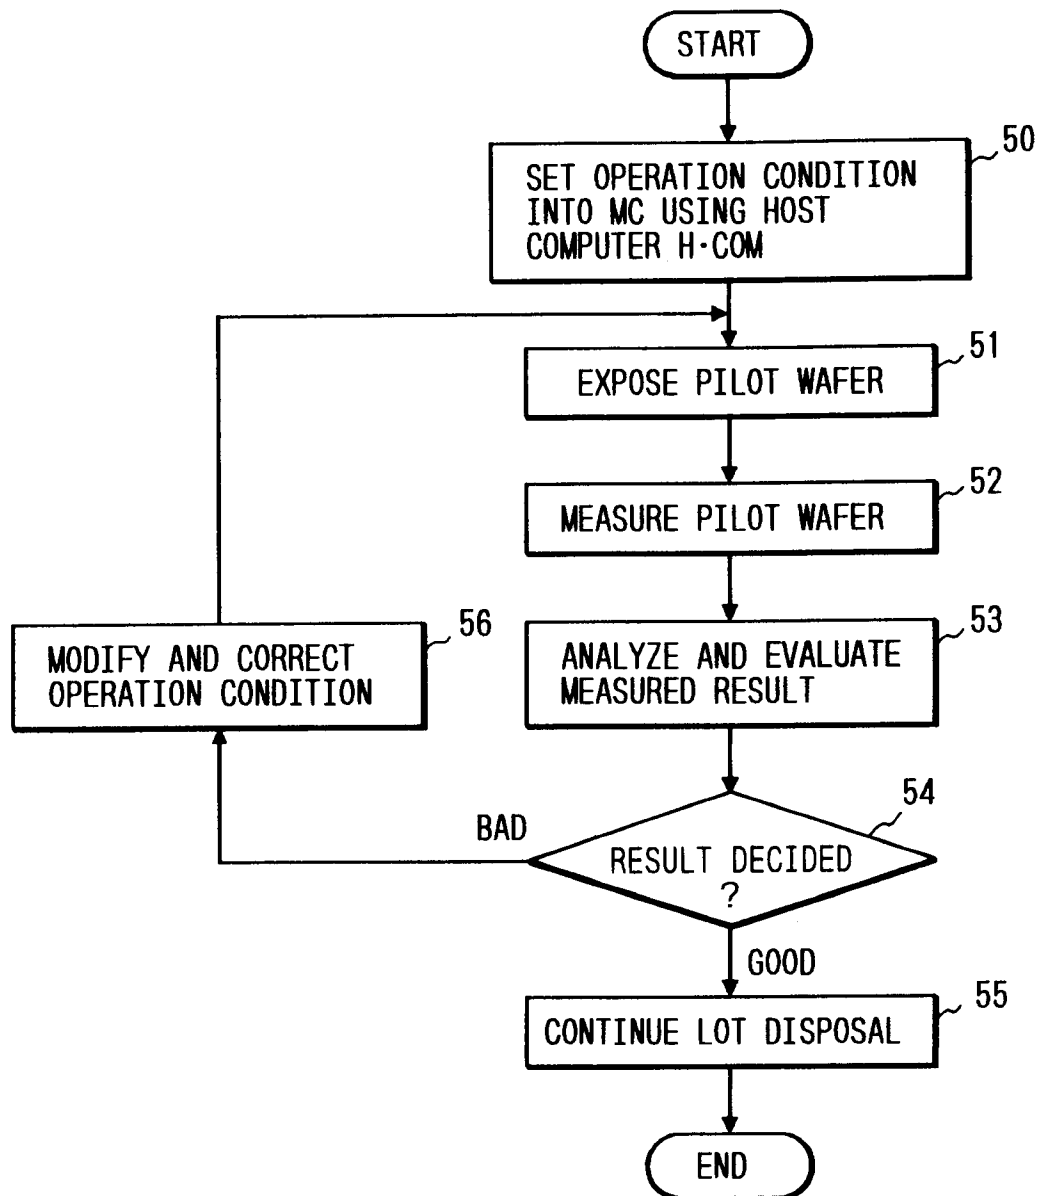 START
50
SET OPERATION CONDITION
INTO MC USING HOST
COMPUTER H·COM
51
EXPOSE PILOT WAFER
52
MEASURE PILOT WAFER
53
ANALYZE AND EVALUATE
MEASURED RESULT
56
MODIFY AND CORRECT
OPERATION CONDITION
54
BAD
RESULT DECIDED
?
GOOD
55
CONTINUE LOT DISPOSAL
END